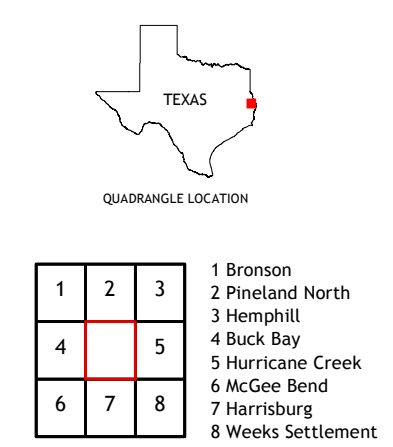 TEXAS
QUADRANGLE LOCATION
1 2 3
4 5
6 7 8
1 Bronson
2 Pineland North
3 Hemphill
4 Buck Bay
5 Hurricane Creek
6 McGee Bend
7 Harrisburg
8 Weeks Settlement